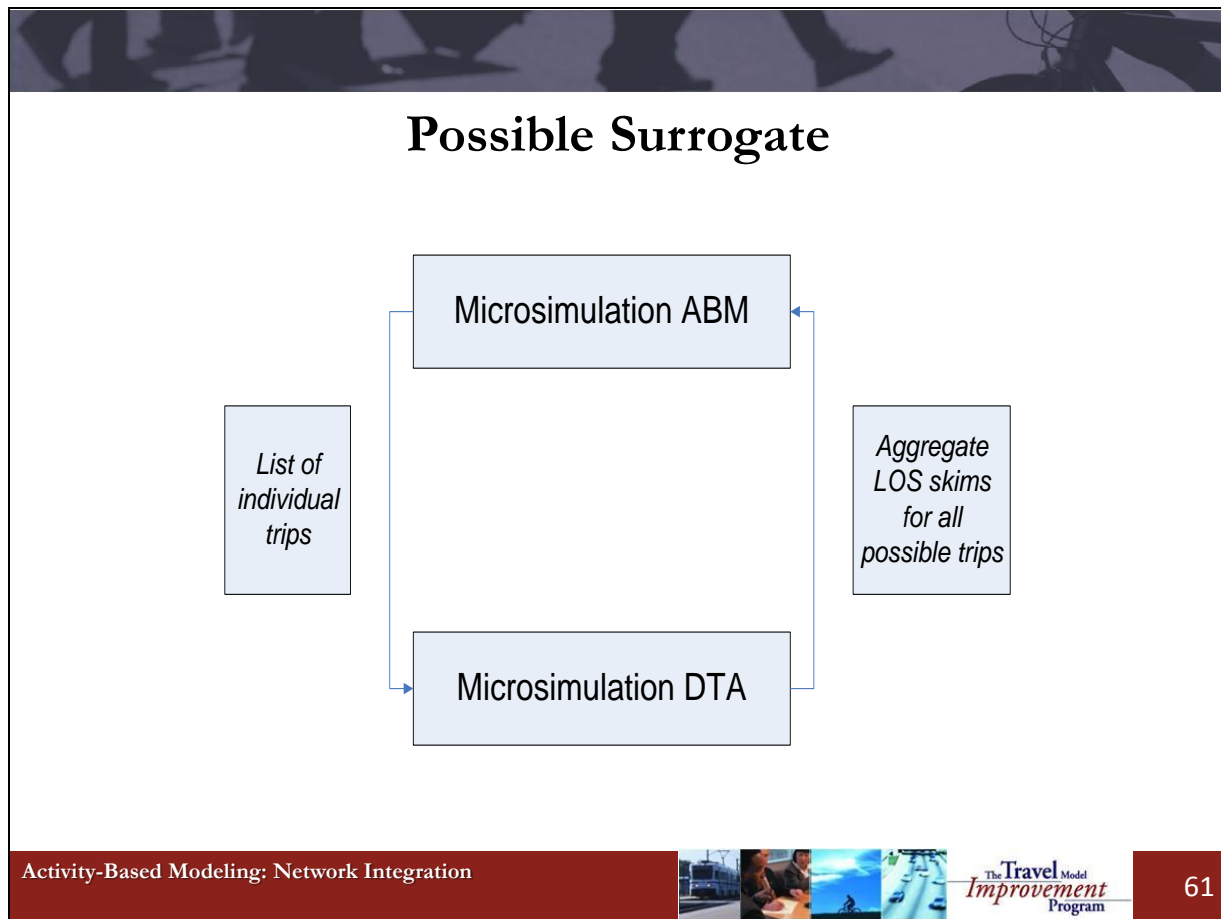 Possible Surrogate
Microsimulation ABM
List of
individual
trips
Aggregate
LOS skims
for all
possible trips
Microsimulation DTA
Activity-Based Modeling: Network Integration
The Travel Model
Improvement
Program
61